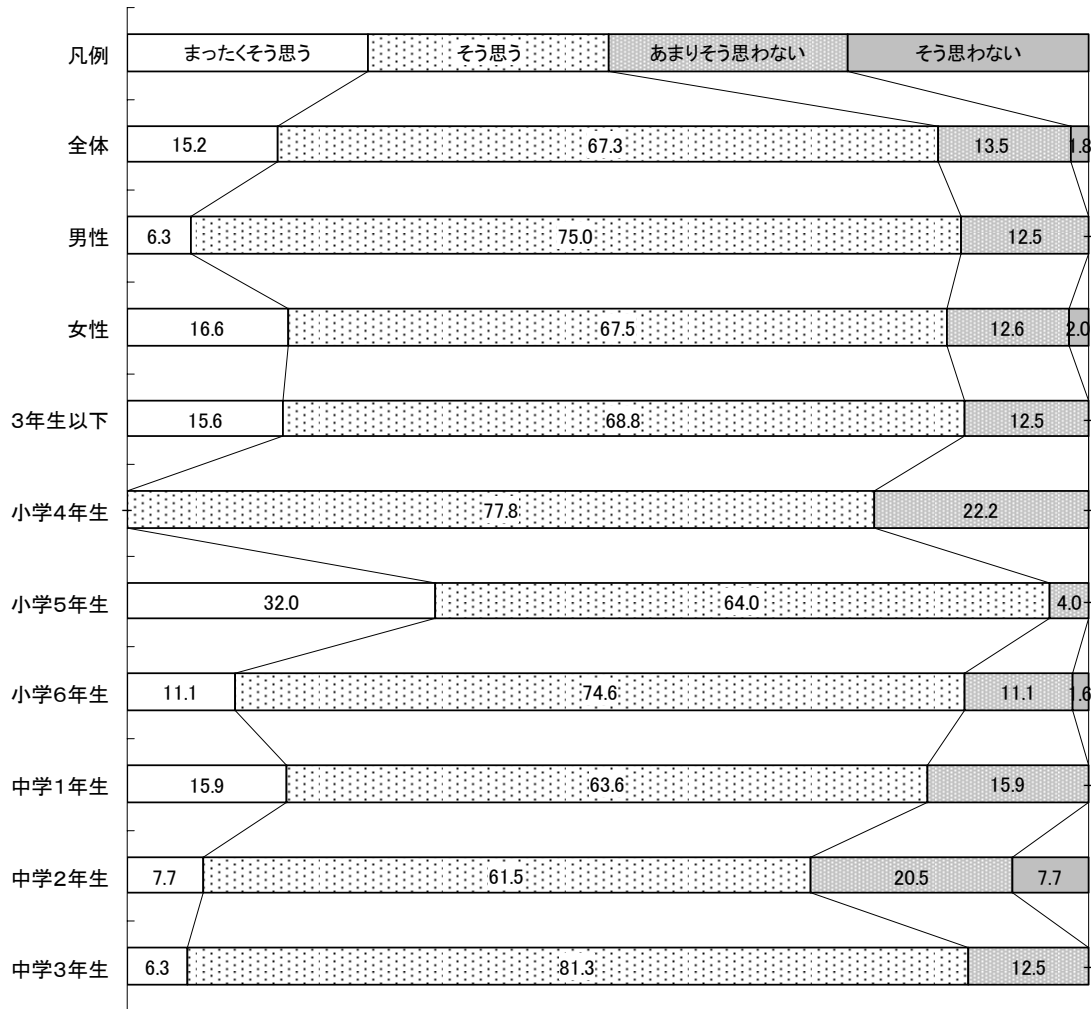 凡例 まったくそう思う そう思う あまりそう思わない そう思わない
全体 15.2 67.3 13.5 1.8
男性 6.3 75.0 12.5
女性 16.6 67.5 12.6 2.0
3年生以下 15.6 68.8 12.5
小学4年生 77.8 22.2
小学5年生 32.0 64.0 4.0
小学6年生 11.1 74.6 11.1 1.6
中学1年生 15.9 63.6 15.9
中学2年生 7.7 61.5 20.5 7.7
中学3年生 6.3 81.3 12.5